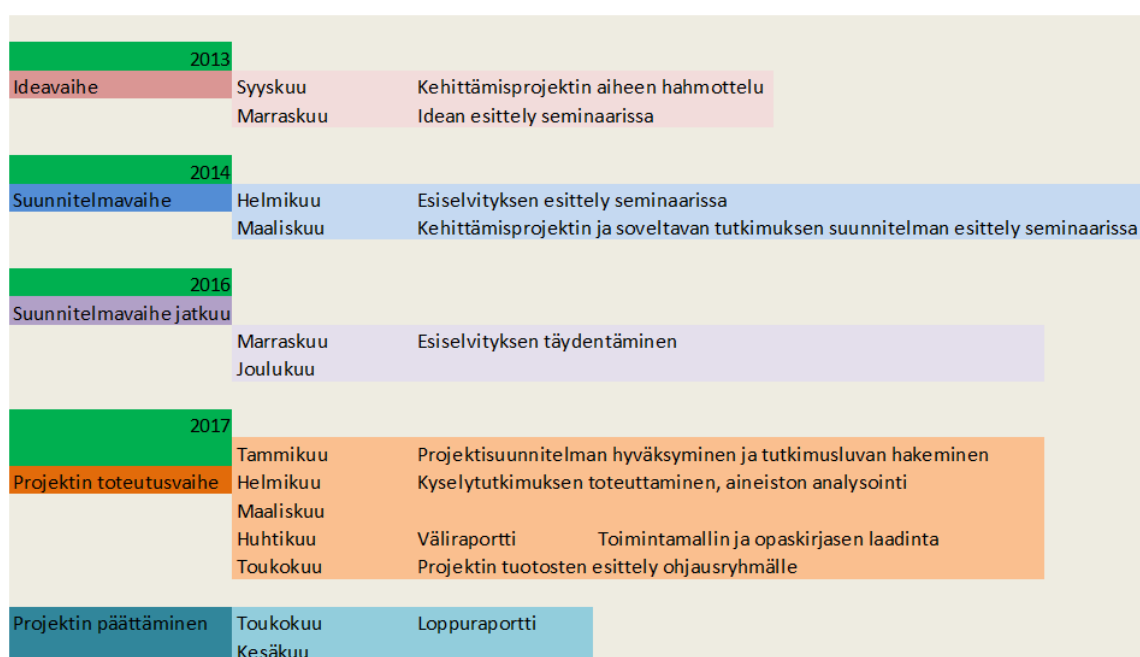 2013
Ideavaihe Syyskuu Kehittämisprojektin aiheen hahmottelu
Marraskuu Idean esittely seminaarissa
2014
Suunnitelmavaihe Helmikuu Esiselvityksen esittely seminaarissa
Maaliskuu Kehittämisprojektin ja soveltavan tutkimuksen suunnitelman esittely seminaarissa
2016
Suunnitelmavaihe jatkuu
Marraskuu Esiselvityksen täydentäminen
Joulukuu
2017
Tammikuu Projektisuunnitelman hyväksyminen ja tutkimusluvan hakeminen
Projektin toteutusvaihe Helmikuu Kyselytutkimuksen toteuttaminen, aineiston analysointi
Maaliskuu
Huhtikuu Väliraportti Toimintamallin ja opaskirjasen laadinta
Toukokuu Projektin tuotosten esittely ohjausryhmälle
Projektin päättäminen Toukokuu Loppuraportti
Kesäkuu